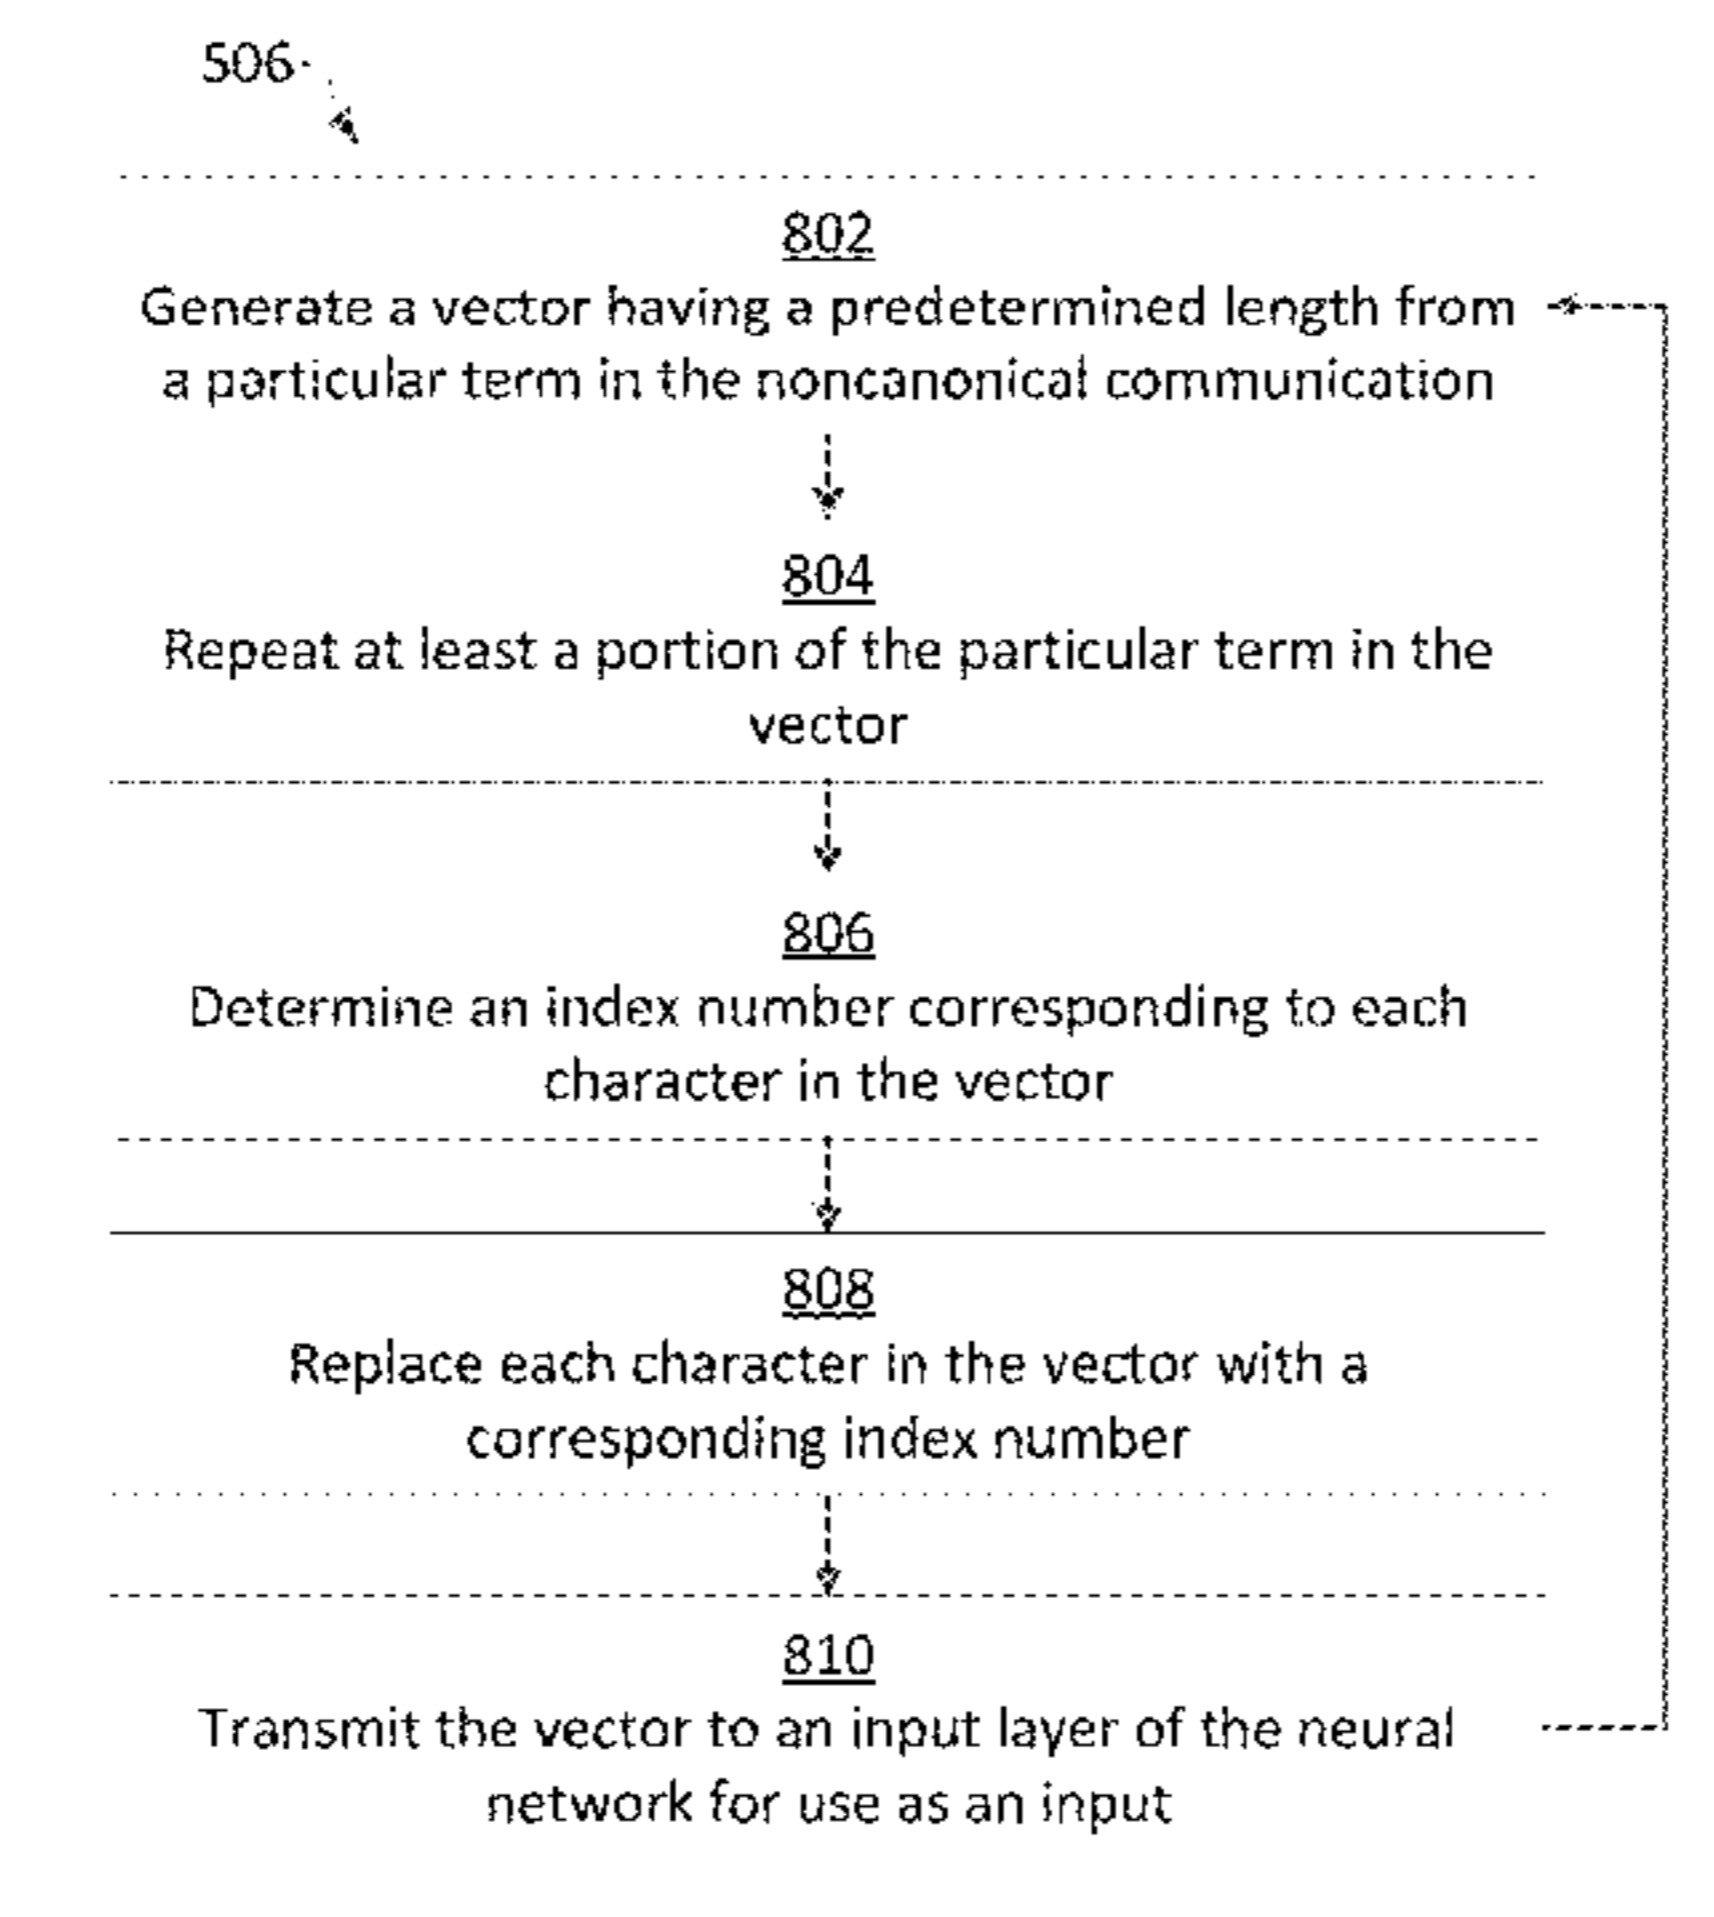 506
802
Generate a vector having a predetermined length from
a particular term in the noncanonical communication
804
Repeat at least a portion of the particular term in the
vector
806
Determine an index number corresponding to each
character in the vector
808
Replace each character in the vector with a
corresponding index number
810
Transmit the vector to an input layer of the neural
network for use as an input